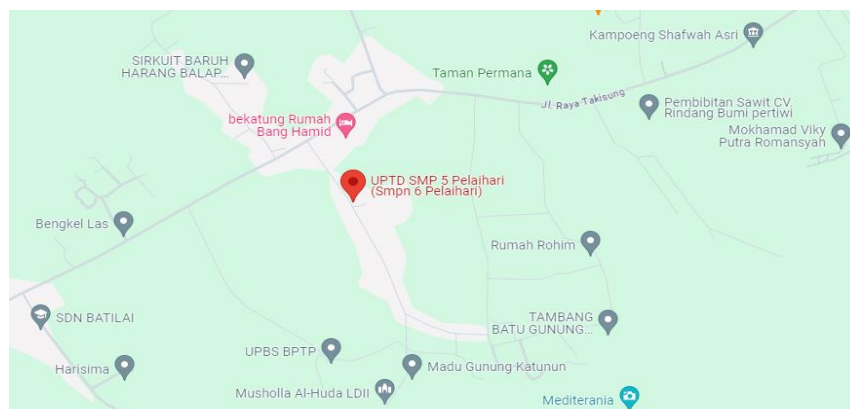 Kampoeng Shafwah Asri
SIRKUIT BARUH
HARANG BALAP...
Taman Permana
Jl. Raya Takisung
Pembibitan Sawit CV.
Rindang Bumi pertiwi
bekatung Rumah
Bang Hamid
Mokhamad Viky
Putra Romansyah
UPTD SMP 5 Pelaihari
(Smpn 6 Pelaihari)
Bengkel Las
Rumah Rohim
SDN BATILAI
TAMBANG
BATU GUNUNG...
UPBS BPTP
Harisima
Madu Gunung Katunun
Musholla Al-Huda LDII
Mediterania